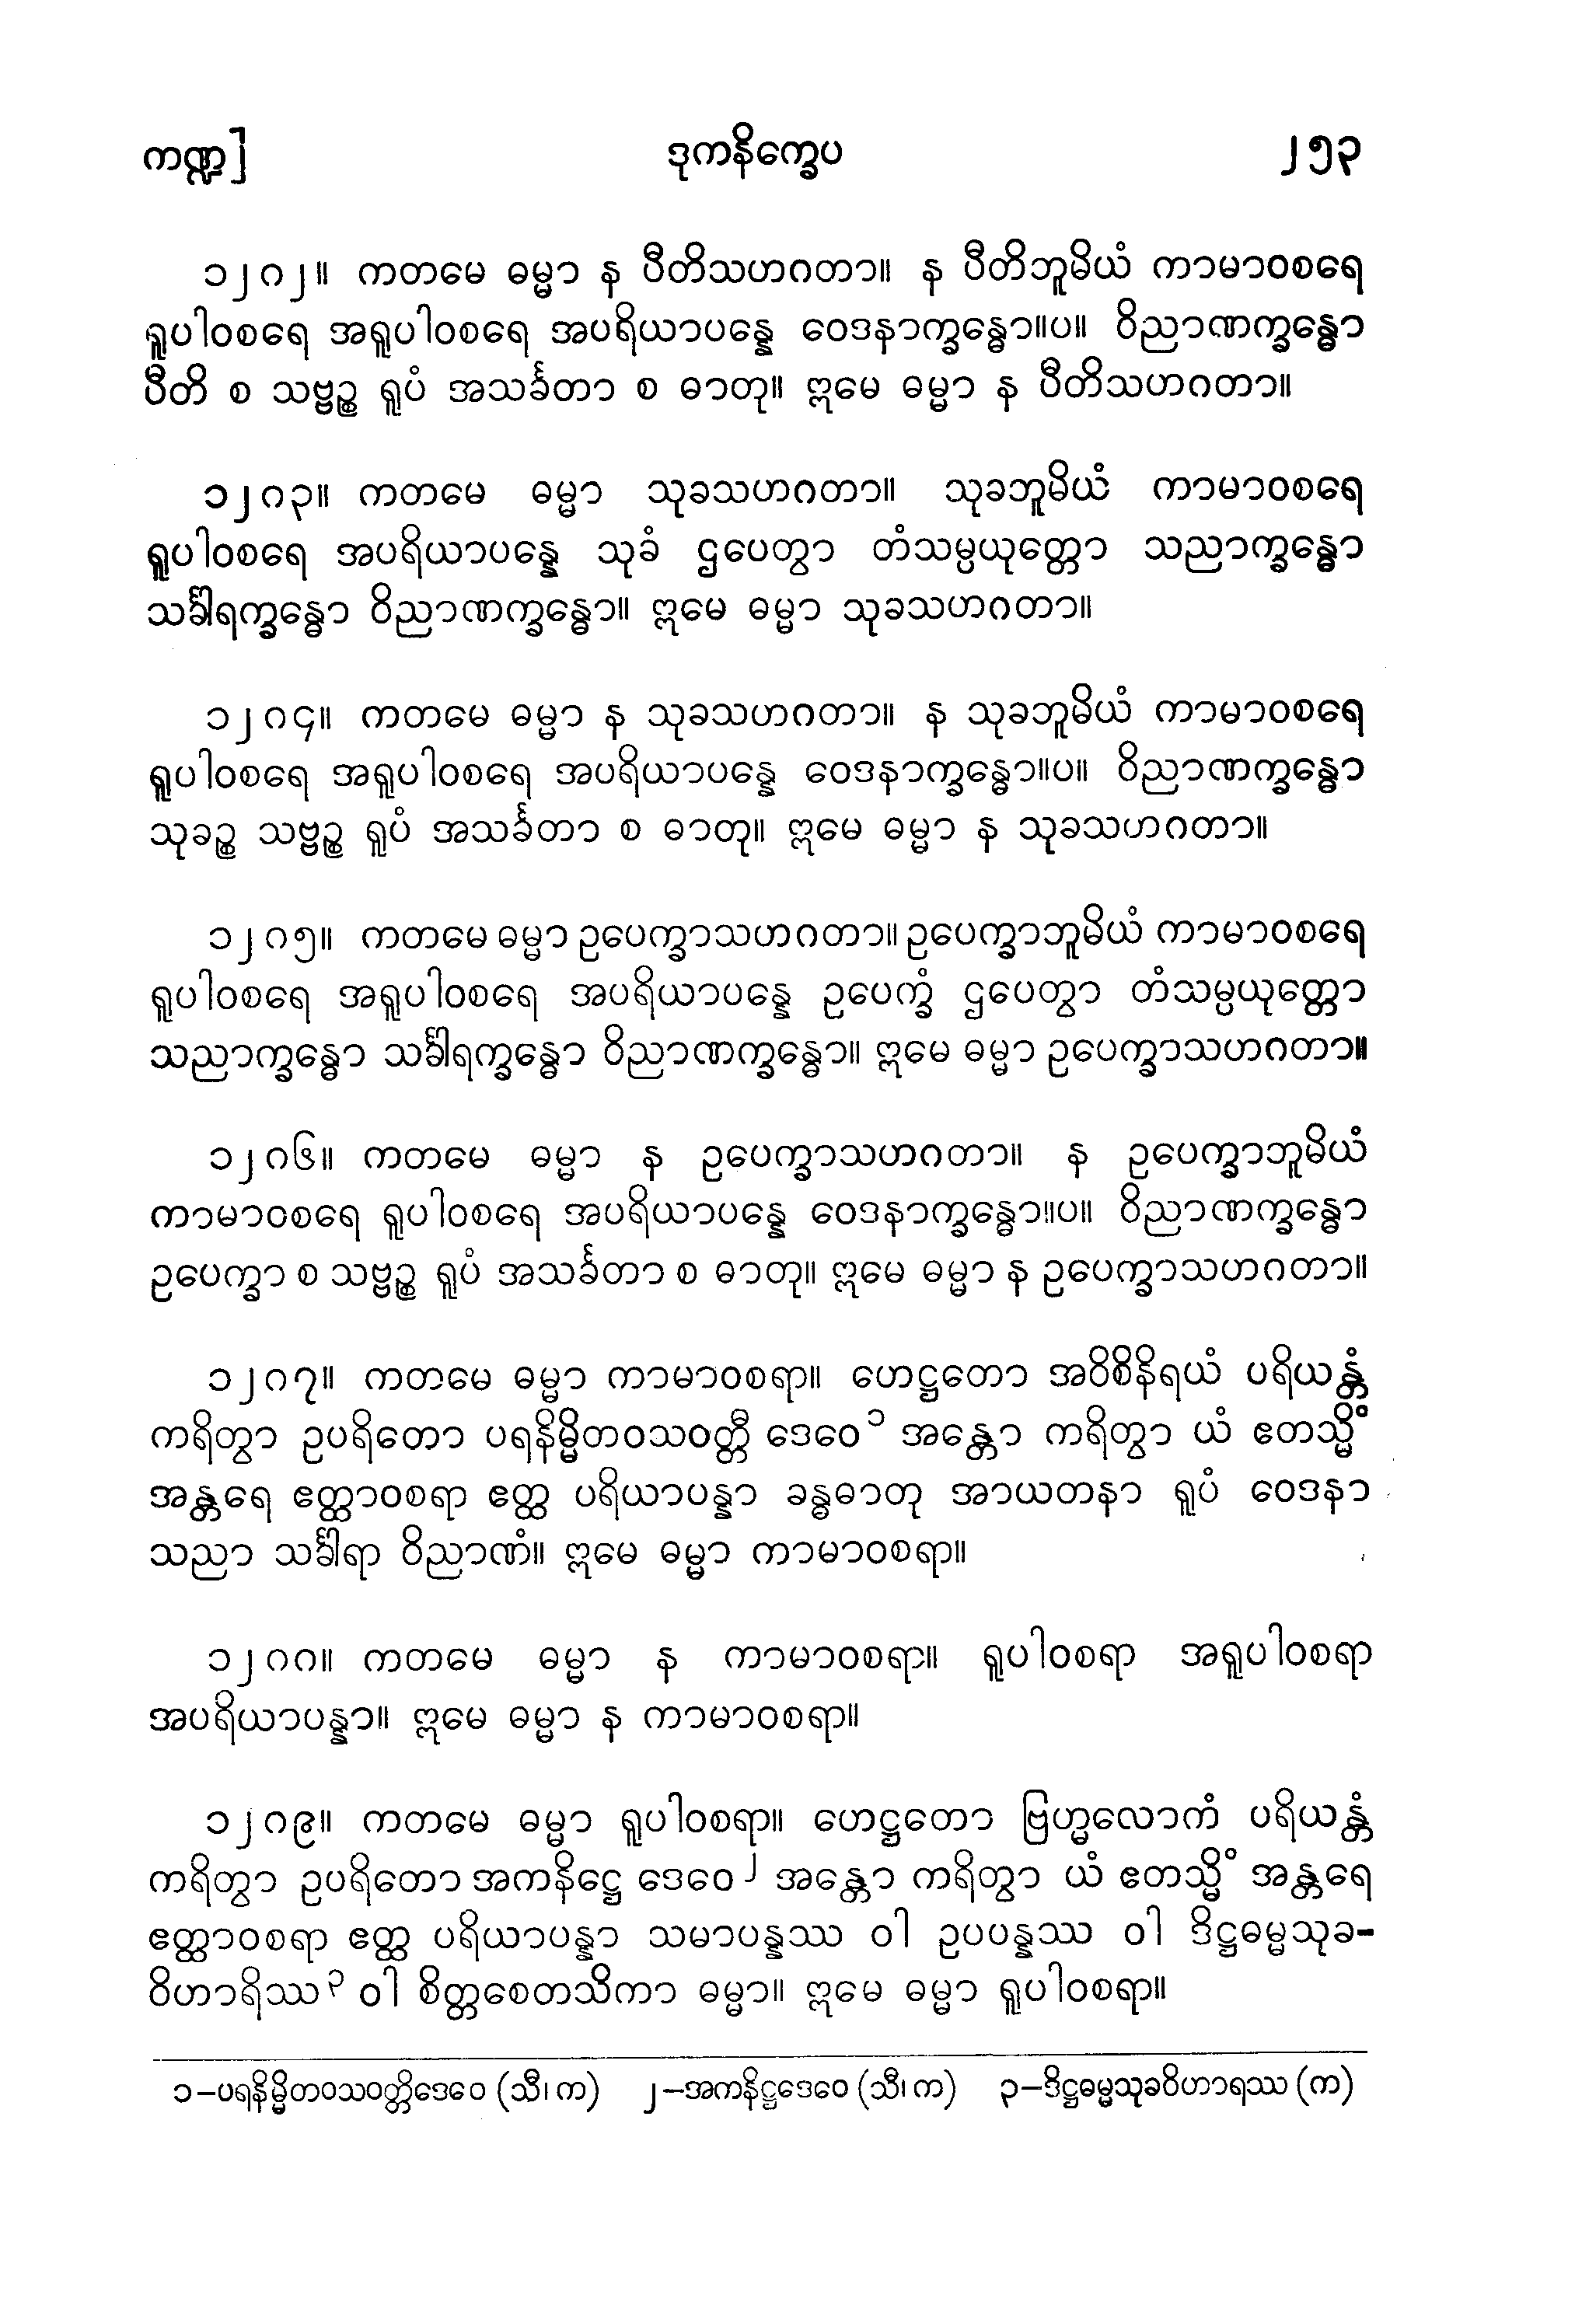 ကဏ္ဍ]
ဒုကနိက္ခေပ
၂၅၃
၁၂၈၂။ ကတမေ ဓမ္မာ န ပီတိသဟဂတာ။ န ပီတိဘူမိယံ ကာမာဝစရေ
ရူပါဝစရေ အရူပါဝစရေ အပရိယာပန္နေ ဝေဒနာက္ခန္ဓော။ပ။ ဝိညာဏက္ခန္ဓော
ပီတိ စ သဗ္ဗဉ္စ ရူပံ အသင်္ခတာ စ ဓာတု။ ဣမေ ဓမ္မာ န ပီတိသဟဂတာ။
၁၂၈၃။ ကတမေ ဓမ္မာ သုခသဟဂတာ။ သုခဘူမိယံ ကာမာဝစရေ
ရူပါဝစရေ အပရိယာပန္နေ သုခံ ဌပေတွာ တံသမ္ပယုတ္တော သညာက္ခန္ဓော
သင်္ခါရက္ခန္ဓော ဝိညာဏက္ခန္ဓော။ ဣမေ ဓမ္မာ သုခသဟဂတာ။
၁၂၈၄။ ကတမေ ဓမ္မာ န သုခသဟဂတာ။ န သုခဘူမိယံ ကာမာဝစရေ
ရူပါဝစရေ အရူပါဝစရေ အပရိယာပန္နေ ဝေဒနာက္ခန္ဓော။ပ။ ဝိညာဏက္ခန္ဓော
သုခဉ္စ သဗ္ဗဉ္စ ရူပံ အသင်္ခတာ စ ဓာတု။ ဣမေ ဓမ္မာ န သုခသဟဂတာ။
၁၂၈၅။ ကတမေ ဓမ္မာ ဥပေက္ခာသဟဂတာ။ ဥပေက္ခာဘူမိယံ ကာမာဝစရေ
ရူပါဝစရေ အရူပါဝစရေ အပရိယာပန္နေ ဥပေက္ခံ ဌပေတွာ တံသမ္ပယုတ္တော
သညာက္ခန္ဓော သင်္ခါရက္ခန္ဓော ဝိညာဏက္ခန္ဓော။ ဣမေ ဓမ္မာ ဥပေက္ခာသဟဂတာ။
၁၂၈၆။ ကတမေ ဓမ္မာ န ဥပေက္ခာသဟဂတာ။ န ဥပေက္ခာဘူမိယံ
ကာမာဝစရေ ရူပါဝစရေ အပရိယာပန္နေ ဝေဒနာက္ခန္ဓော။ပ။ ဝိညာဏက္ခန္ဓော
ဥပေက္ခာ စ သဗ္ဗဉ္စ ရူပံ အသင်္ခတာ စ ဓာတု။ ဣမေ ဓမ္မာ န ဥပေက္ခာသဟဂတာ။
၁၂၈၇။ ကတမေ ဓမ္မာ ကာမာဝစရာ။ ဟေဋ္ဌတော အဝိစိနိရယံ ပရိယန္တံ
ကရိတွာ ဥပရိတော ပရနိမ္မိတဝသဝတ္တီ ဒေဝေ၁ အန္တော ကရိတွာ ယံ ဧတသ္မိံ
အန္တရေ ဧတ္ထာဝစရာ ဧတ္ထ ပရိယာပန္နာ ခန္ဓဓာတု အာယတနာ ရူပံ ဝေဒနာ
သညာ သင်္ခါရာ ဝိညာဏံ။ ဣမေ ဓမ္မာ ကာမာဝစရာ။
၁၂၈၈။ ကတမေ ဓမ္မာ န ကာမာဝစရာ။ ရူပါဝစရာ အရူပါဝစရာ
အပရိယာပန္နာ။ ဣမေ ဓမ္မာ န ကာမာဝစရာ။
၁၂၈၉။ ကတမေ ဓမ္မာ ရူပါဝစရာ။ ဟေဋ္ဌတော ဗြဟ္မလောကံ ပရိယန္တံ
ကရိတွာ ဥပရိတော အကနိဋ္ဌေ ဒေဝေ၂ အန္တော ကရိတွာ ယံ ဧတသ္မိံ အန္တရေ
ဧတ္ထာဝစရာ ဧတ္ထ ပရိယာပန္နာ သမာပန္နဿ ဝါ ဥပပန္နဿ ဝါ ဒိဋ္ဌဓမ္မသုခ-
ဝိဟာရိဿ၃ ဝါ စိတ္တစေတသိကာ ဓမ္မာ။ ဣမေ ဓမ္မာ ရူပါဝစရာ။
၁−ပရနိမ္မိတဝသဝတ္တိဒေဝေ (သီ၊ က) ၂−အကနိဋ္ဌဒေဝေ (သီ၊ က) ၃−ဒိဋ္ဌဓမ္မသုခဝိဟာရဿ (က)